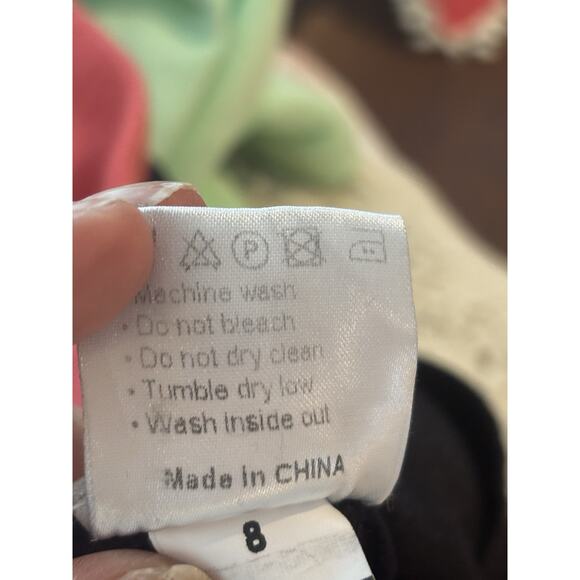 P
Machine wash
• Do not bleach
• Do not dry clean
• Tumble dry low
• Wash inside out
Made in CHINA
8